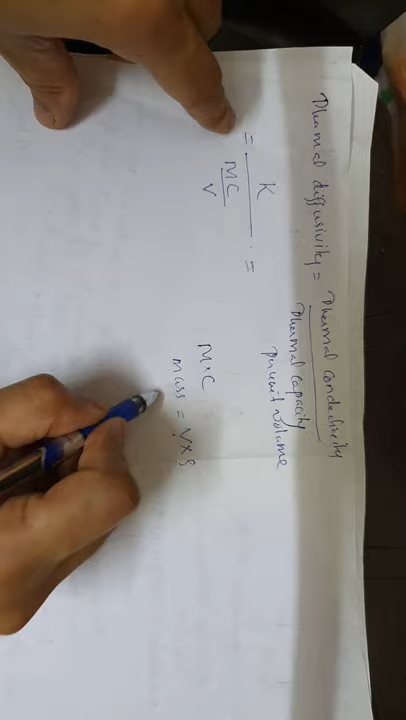 Thermal diffusivity = Thermal conductivity
Thermal capacity
per unit volume
= K =
MC
V
M·C
mass = V×ρ